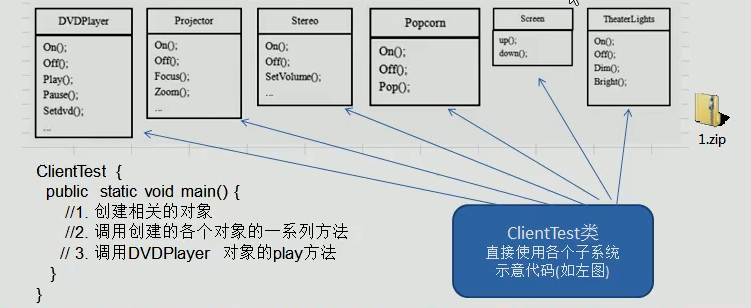 DVDPlayer
On();
Off();
Play();
Pause();
Setdvd();
...
Projector
On();
Off();
Focus();
Zoom();
...
Stereo
On();
Off();
SetVolume();
...
Popcorn
On();
Off();
Pop();
Screen
up();
down();
TheaterLights
On();
Off();
Dim();
Bright();
1.zip
ClientTest {
public static void main() {
//1. 创建相关的对象
//2. 调用创建的各个对象的一系列方法
// 3. 调用DVDPlayer 对象的play方法
}
}
ClientTest类
直接使用各个子系统
示意代码(如左图)